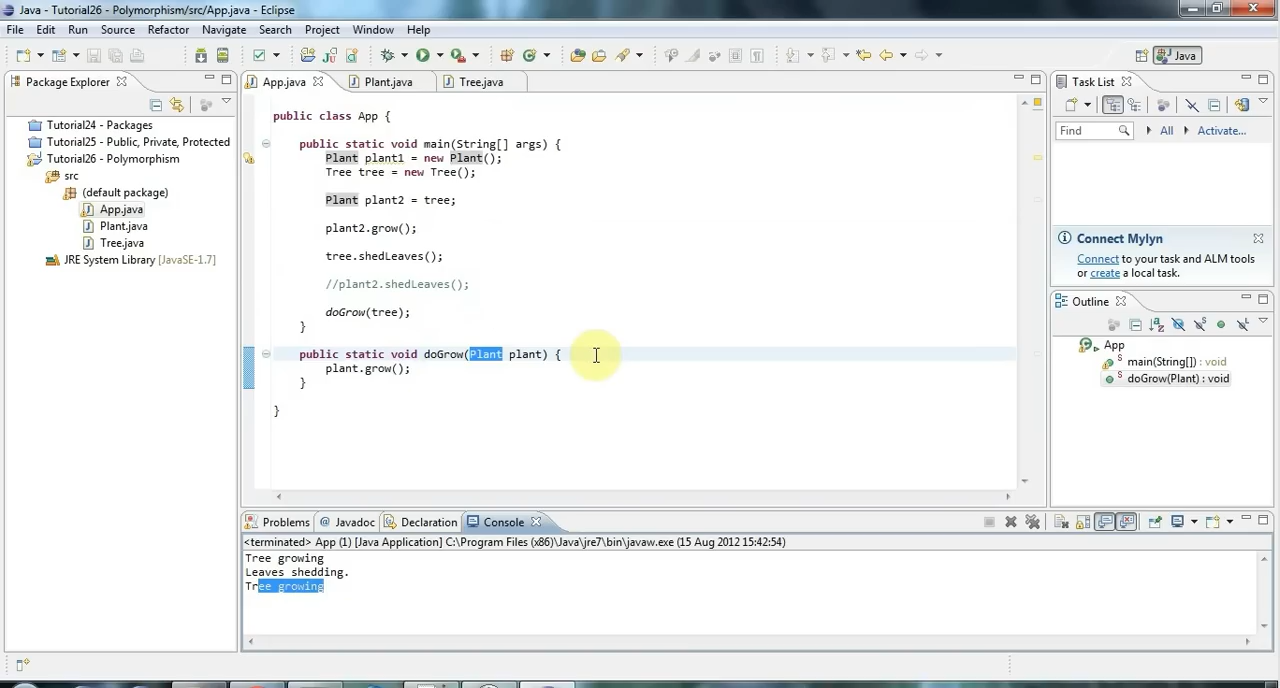 Java - Tutorial26 - Polymorphism/src/App.java - Eclipse
File Edit Run Source Refactor Navigate Search Project Window Help
Java
Package Explorer
Tutorial24 - Packages
Tutorial25 - Public, Private, Protected
Tutorial26 - Polymorphism
src
(default package)
App.java
Plant.java
Tree.java
JRE System Library [JavaSE-1.7]
App.java Plant.java Tree.java
public class App {
public static void main(String[] args) {
Plant plant1 = new Plant();
Tree tree = new Tree();
Plant plant2 = tree;
plant2.grow();
tree.shedLeaves();
//plant2.shedLeaves();
doGrow(tree);
}
public static void doGrow(Plant plant) {
plant.grow();
}
}
Task List
Find All Activate...
Connect Mylyn
Connect to your task and ALM tools
or create a local task.
Outline
App
main(String[]) : void
doGrow(Plant) : void
Problems @ Javadoc Declaration Console
<terminated> App (1) [Java Application] C:\Program Files (x86)\Java\jre7\bin\javaw.exe (15 Aug 2012 15:42:54)
Tree growing
Leaves shedding.
Tree growing